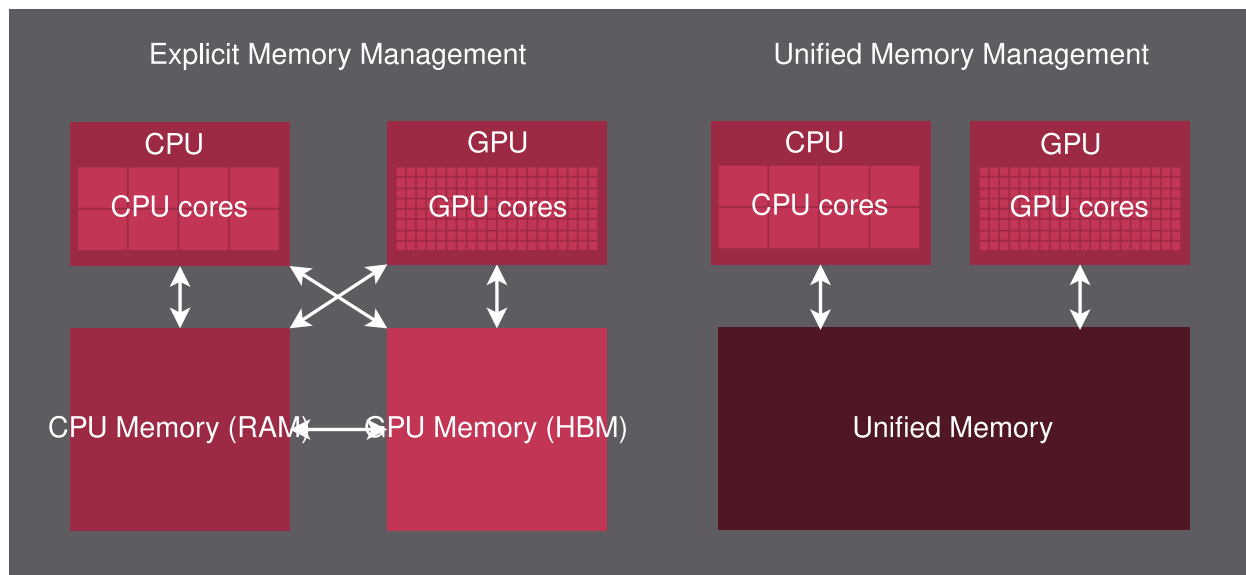 Explicit Memory Management
CPU
CPU cores
GPU
GPU cores
CPU Memory (RAM)
GPU Memory (HBM)
Unified Memory Management
CPU
CPU cores
GPU
GPU cores
Unified Memory